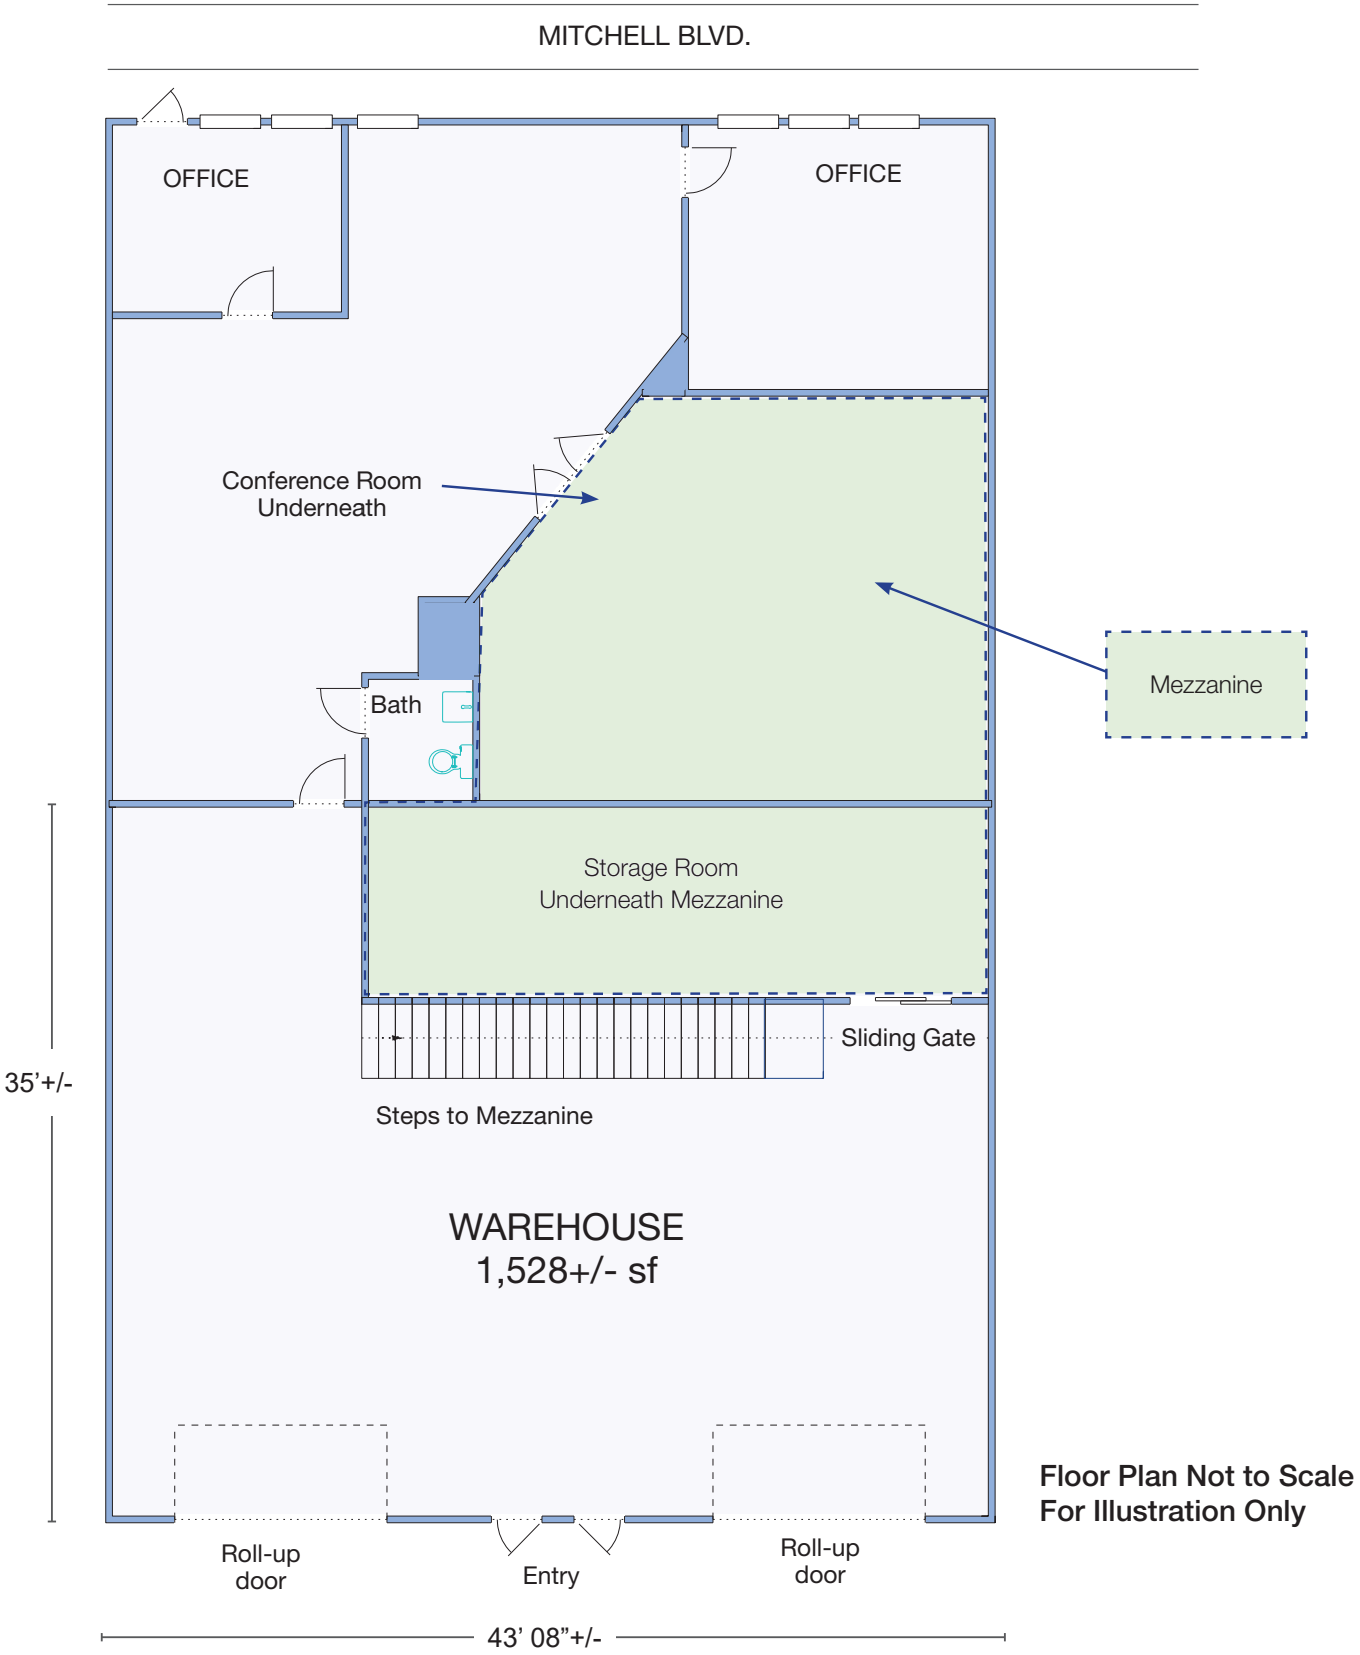 MITCHELL BLVD.
OFFICE
OFFICE
Conference Room
Underneath
Mezzanine
Bath
Storage Room
Underneath Mezzanine
Sliding Gate
35’+/-
Steps to Mezzanine
WAREHOUSE
1,528+/- sf
Floor Plan Not to Scale
For Illustration Only
Roll-up
door
Entry
Roll-up
door
43’ 08”+/-